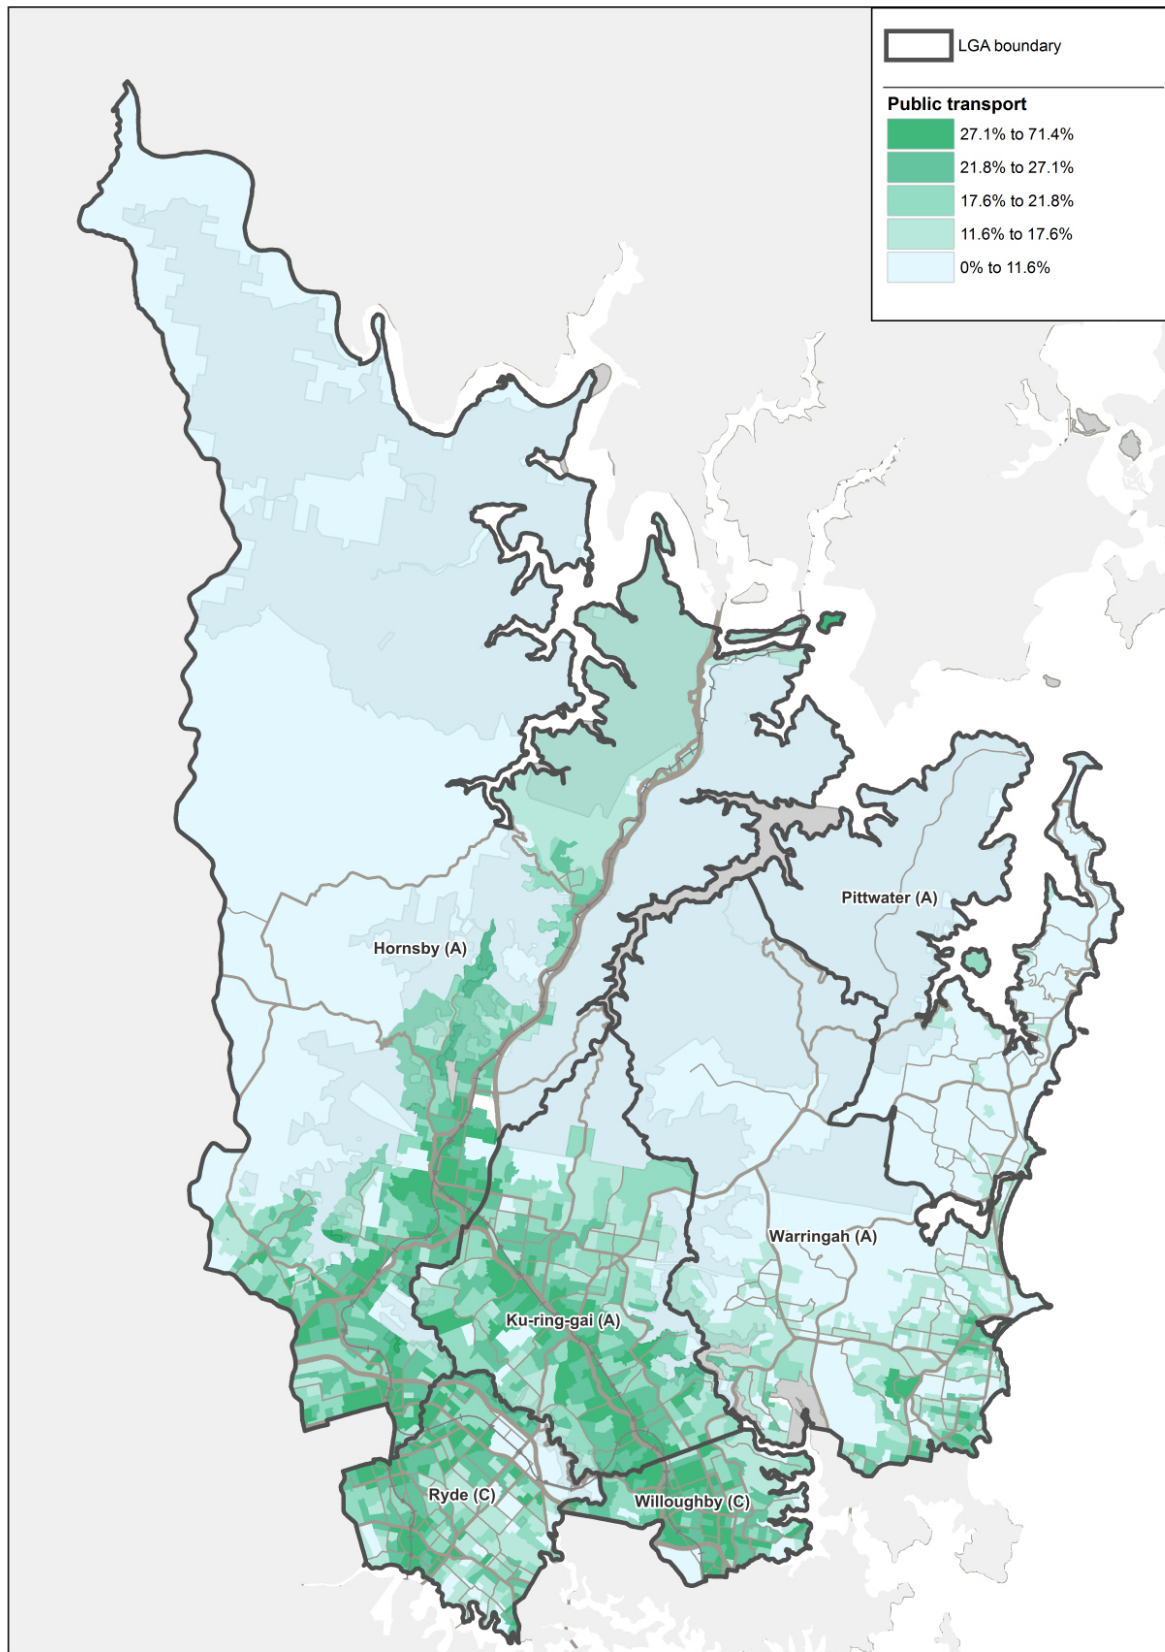 LGA boundary
Public transport
27.1% to 71.4%
21.8% to 27.1%
17.6% to 21.8%
11.6% to 17.6%
0% to 11.6%
Pittwater (A)
Hornsby (A)
Warringah (A)
Ku-ring-gai (A)
Ryde (C)
Willoughby (C)